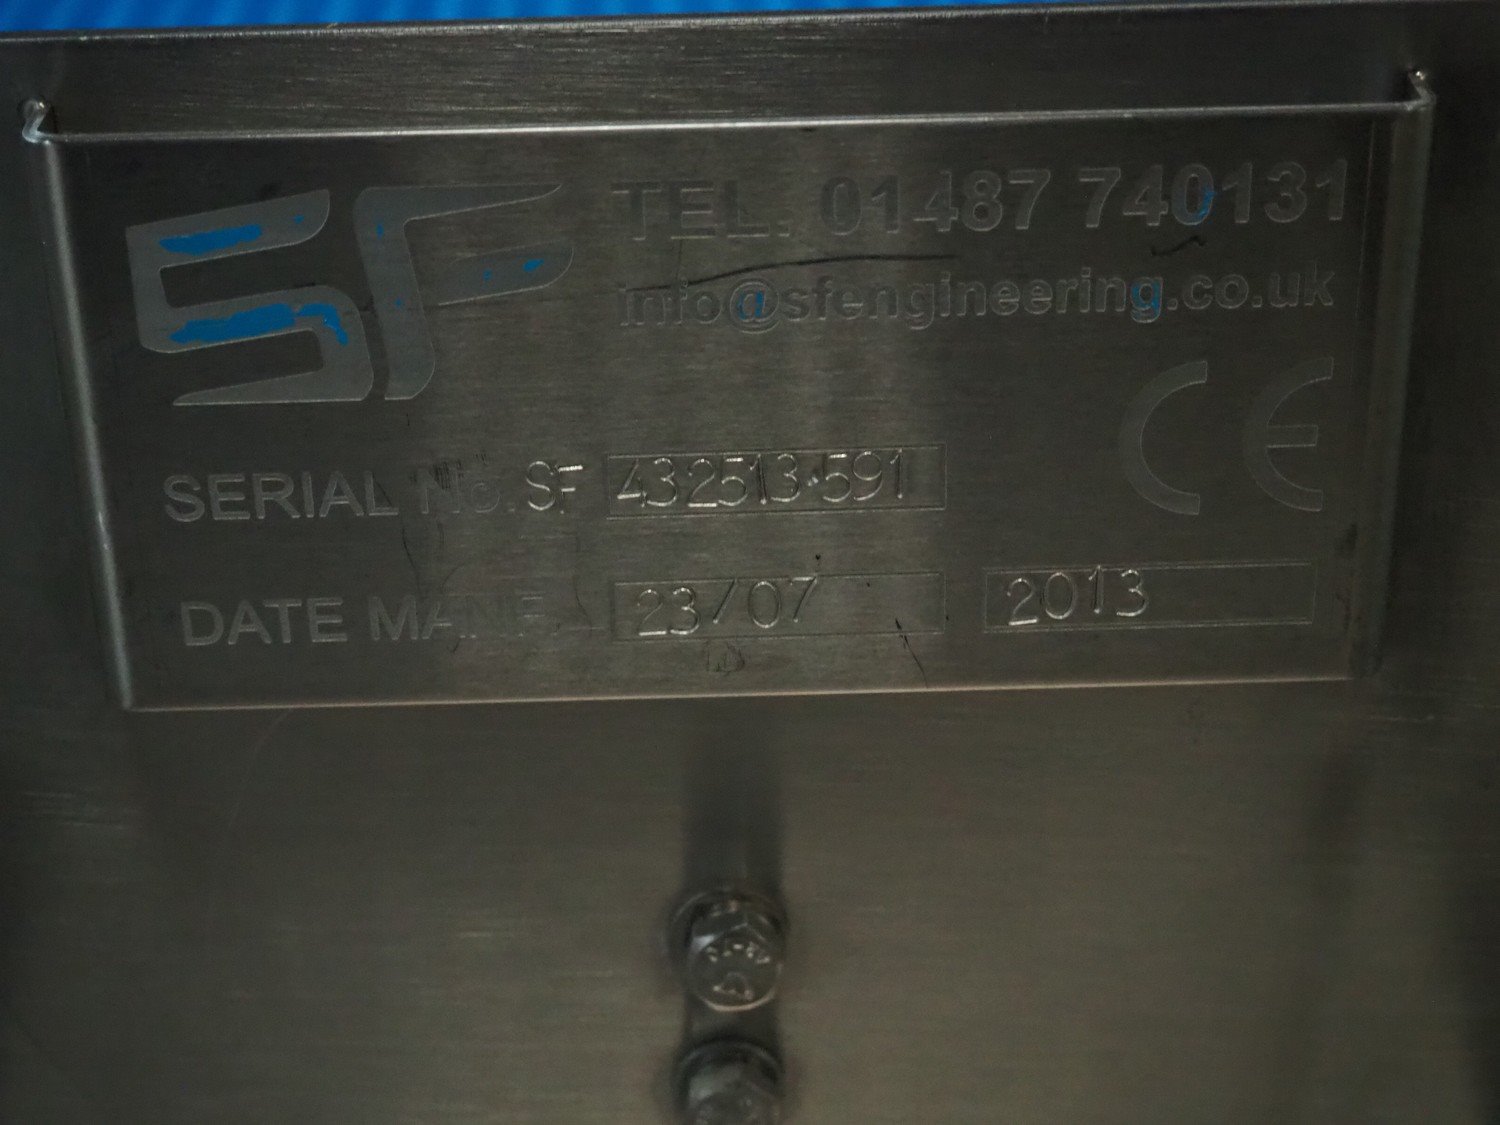 SF
TEL. 01487 740131
info@sfengineering.co.uk
CE
SERIAL No. SF 432513.591
DATE MANF. 23/07 2013